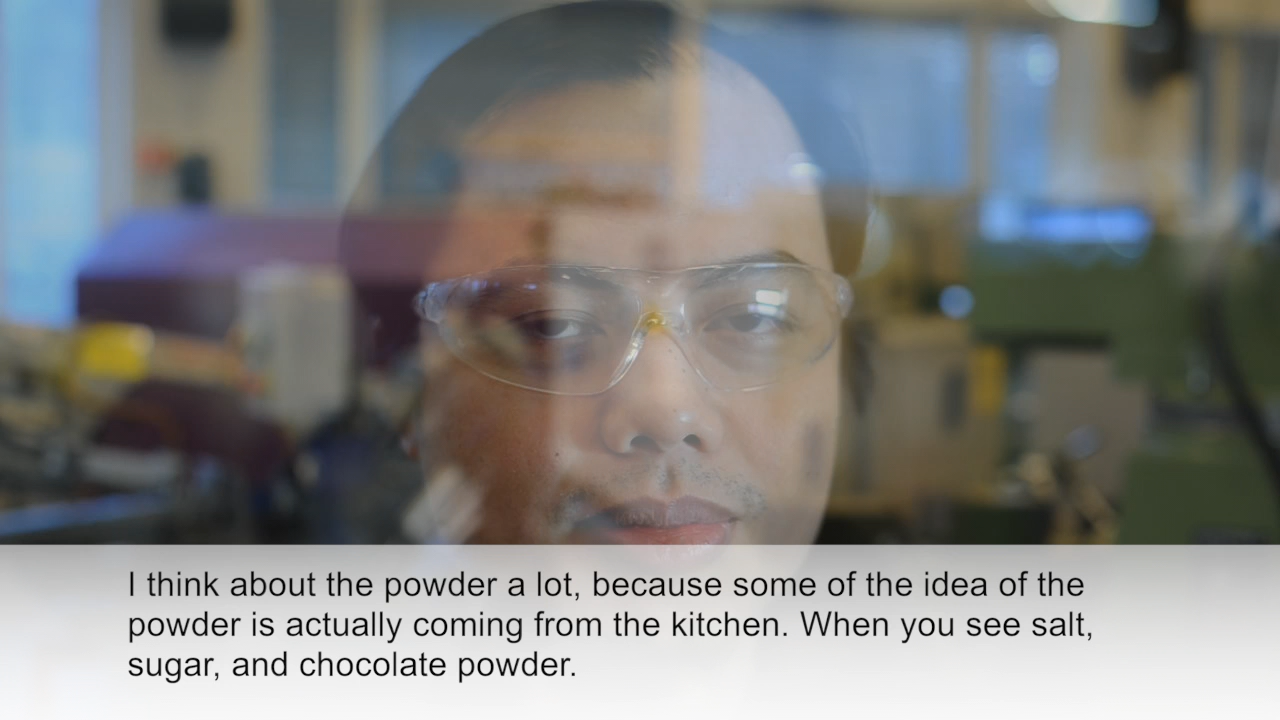 I think about the powder a lot, because some of the idea of the
powder is actually coming from the kitchen. When you see salt,
sugar, and chocolate powder.